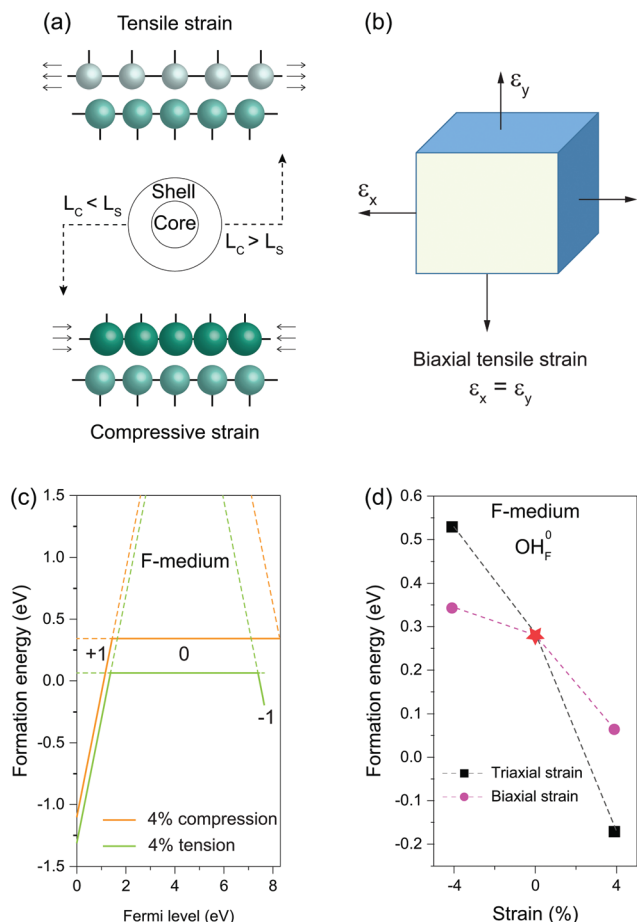 (a)
Tensile strain
Shell
Core
L_C < L_S
L_C > L_S
Compressive strain
(b)
ε_y
ε_x
Biaxial tensile strain
ε_x = ε_y
(c)
1.5
1.0
0.5
0.0
-0.5
-1.0
-1.5
Formation energy (eV)
F-medium
+1
0
-1
4% compression
4% tension
0
2
4
6
8
Fermi level (eV)
(d)
0.6
0.5
0.4
0.3
0.2
0.1
0.0
-0.1
-0.2
Formation energy (eV)
F-medium
OH_F^0
Triaxial strain
Biaxial strain
-4
0
4
Strain (%)